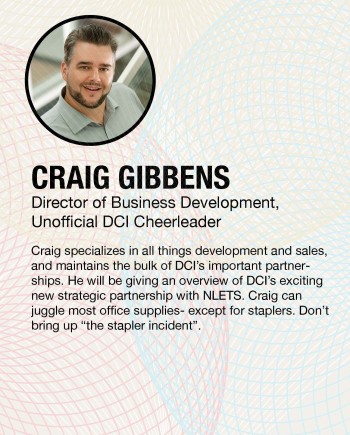 CRAIG GIBBENS
Director of Business Development,
Unofficial DCI Cheerleader
Craig specializes in all things development and sales,
and maintains the bulk of DCI’s important partner-
ships. He will be giving an overview of DCI’s exciting
new strategic partnership with NLETS. Craig can
juggle most office supplies- except for staplers. Don’t
bring up “the stapler incident”.